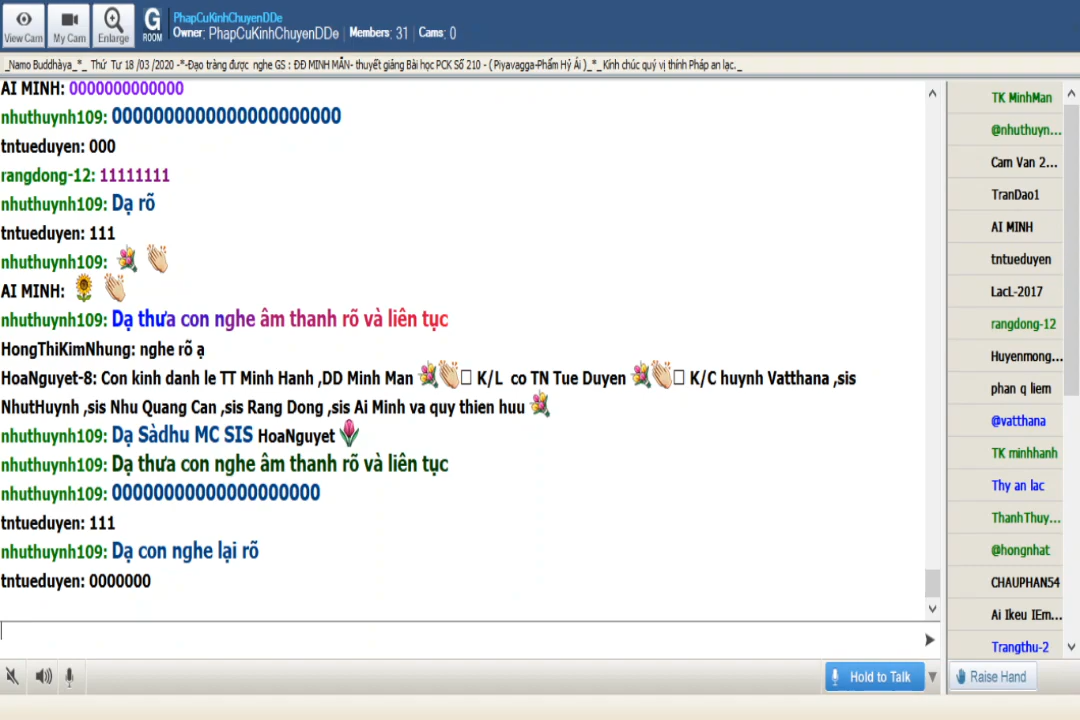 PhapCuKinhChuyenDDe
Owner: PhapCuKinhChuyenDDe | Members: 31 | Cams: 0
View Cam
My Cam
Enlarge
G
ROOM
_Namo Buddhàya_*_ Thứ Tư 18 /03 /2020 -*-Đạo tràng được nghe GS : ĐĐ MINH MẪN- thuyết giảng Bài học PCK Số 210 - ( Piyavagga-Phẩm Hỷ Ái )_*_Kính chúc quý vị thính Pháp an lạc._
AI MINH: 0000000000000
nhuthuynh109: 0000000000000000000000
tntueduyen: 000
rangdong-12: 11111111
nhuthuynh109: Dạ rõ
tntueduyen: 111
nhuthuynh109:
AI MINH:
nhuthuynh109: Dạ thưa con nghe âm thanh rõ và liên tục
HongThiKimNhung: nghe rõ ạ
HoaNguyet-8: Con kinh danh le TT Minh Hanh ,DD Minh Man K/L co TN Tue Duyen K/C huynh Vatthana ,sis
NhutHuynh ,sis Nhu Quang Can ,sis Rang Dong ,sis Ai Minh va quy thien huu
nhuthuynh109: Dạ Sàdhu MC SIS HoaNguyet
nhuthuynh109: Dạ thưa con nghe âm thanh rõ và liên tục
nhuthuynh109: 00000000000000000000
tntueduyen: 111
nhuthuynh109: Dạ con nghe lại rõ
tntueduyen: 0000000
TK MinhMan
@nhuthuyn...
Cam Van 2...
TranDao1
AI MINH
tntueduyen
LacL-2017
rangdong-12
Huyenmong...
phan q liem
@vatthana
TK minhhanh
Thy an lac
ThanhThuy...
@hongnhat
CHAUPHAN54
Ai Ikeu IEm...
Trangthu-2
Hold to Talk
Raise Hand